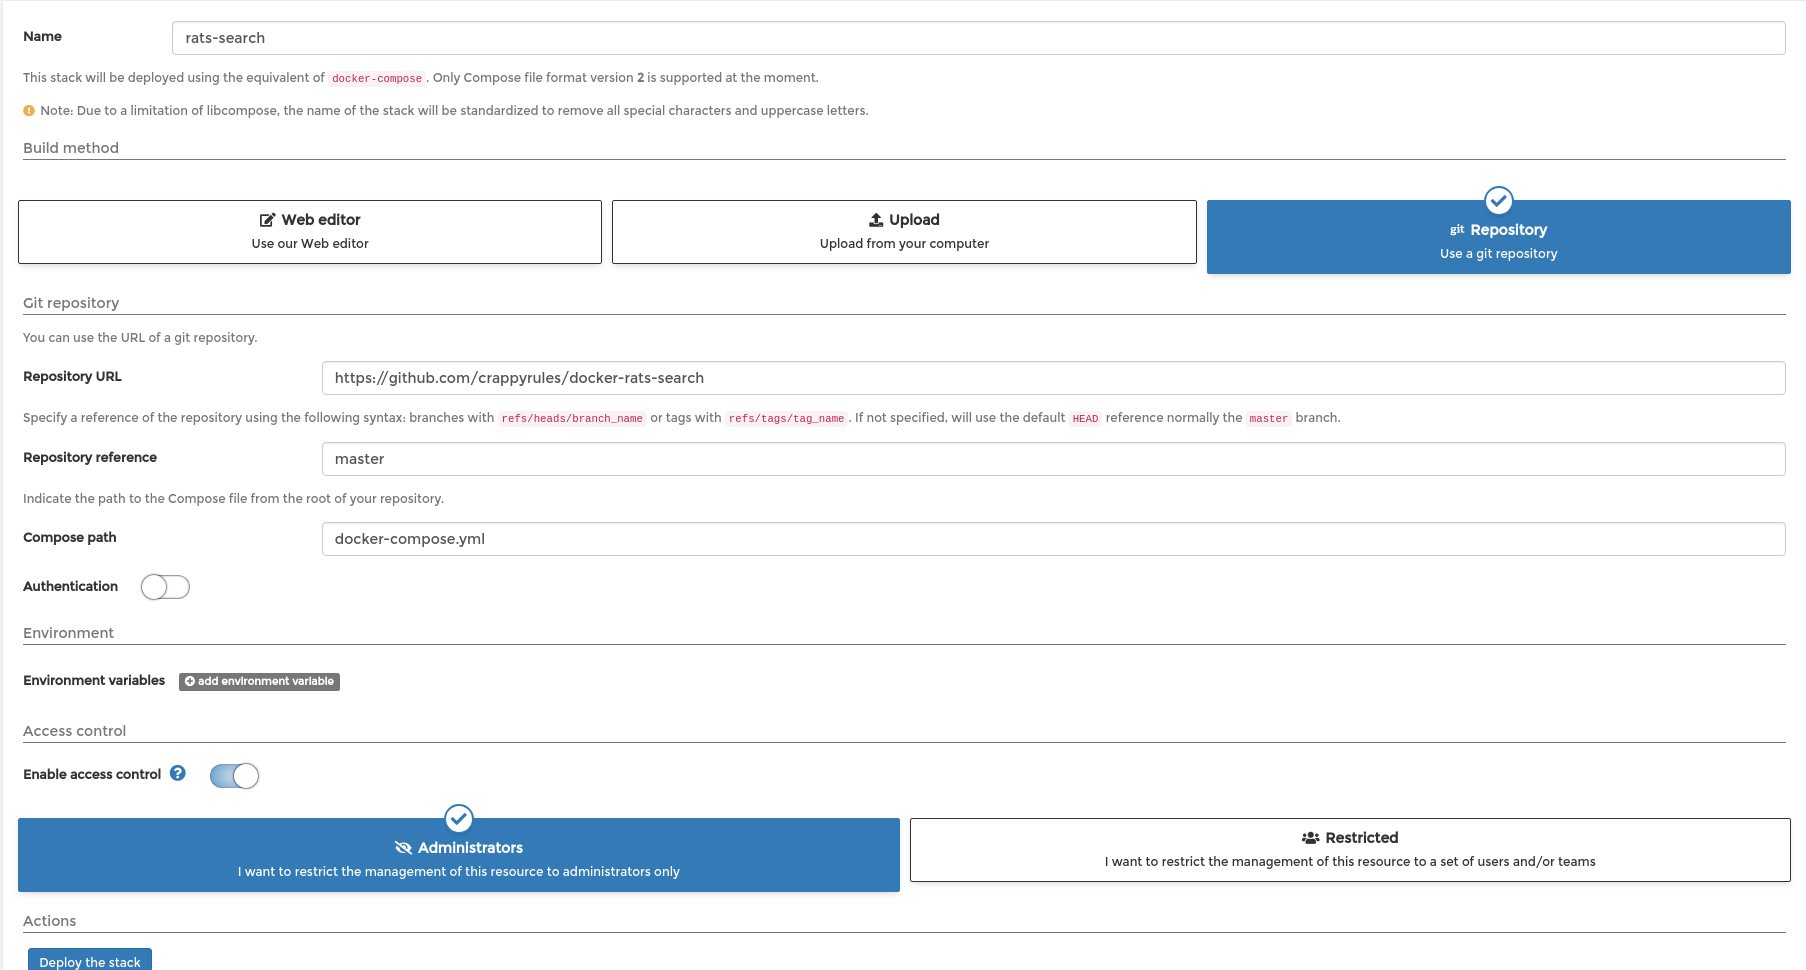 Name
rats-search
This stack will be deployed using the equivalent of docker-compose. Only Compose file format version 2 is supported at the moment.
Note: Due to a limitation of libcompose, the name of the stack will be standardized to remove all special characters and uppercase letters.
Build method
Web editor
Use our Web editor
Upload
Upload from your computer
git Repository
Use a git repository
Git repository
You can use the URL of a git repository.
Repository URL
https://github.com/crappyrules/docker-rats-search
Specify a reference of the repository using the following syntax: branches with refs/heads/branch_name or tags with refs/tags/tag_name. If not specified, will use the default HEAD reference normally the master branch.
Repository reference
master
Indicate the path to the Compose file from the root of your repository.
Compose path
docker-compose.yml
Authentication
Environment
Environment variables
add environment variable
Access control
Enable access control ?
Administrators
I want to restrict the management of this resource to administrators only
Restricted
I want to restrict the management of this resource to a set of users and/or teams
Actions
Deploy the stack